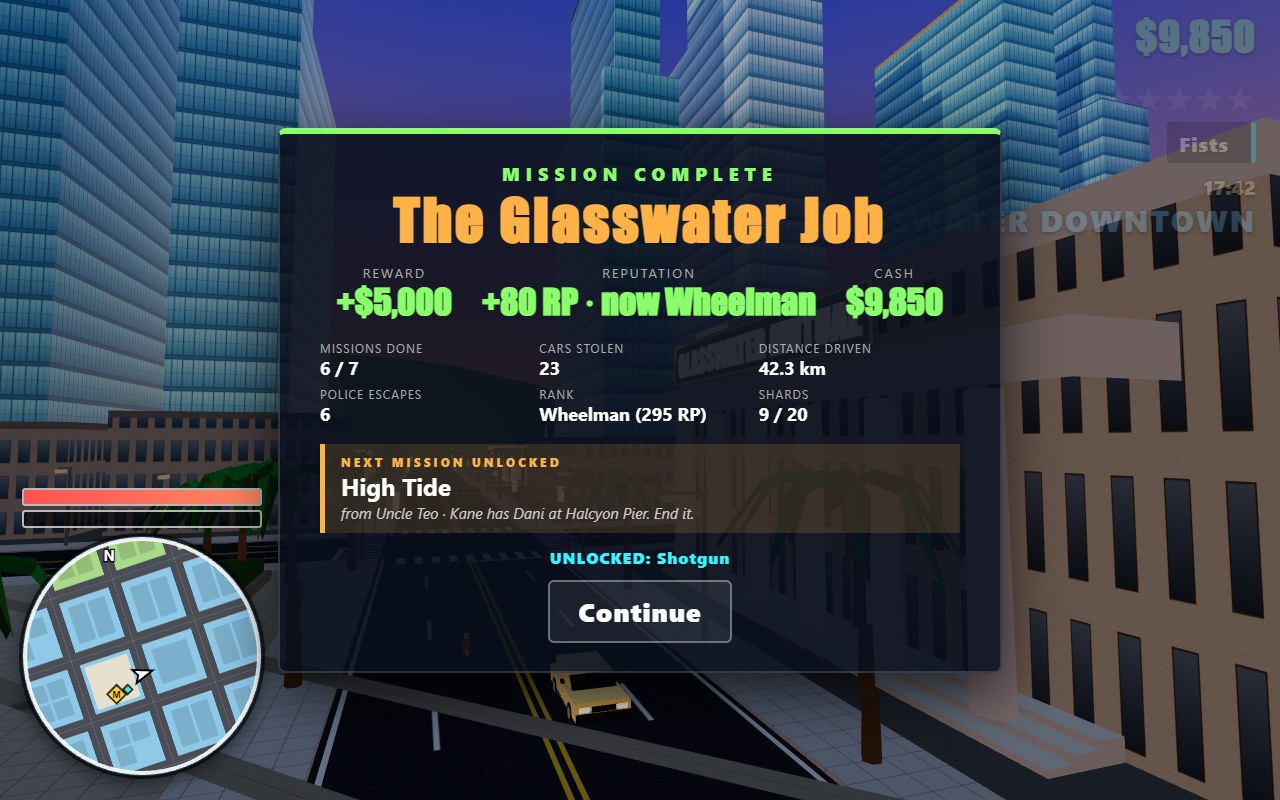 $9,850
Fists
17:42
SWATER DOWNTOWN
MISSION COMPLETE
The Glasswater Job
REWARD
+$5,000
REPUTATION
+80 RP · now Wheelman
CASH
$9,850
MISSIONS DONE
6 / 7
CARS STOLEN
23
DISTANCE DRIVEN
42.3 km
POLICE ESCAPES
6
RANK
Wheelman (295 RP)
SHARDS
9 / 20
NEXT MISSION UNLOCKED
High Tide
from Uncle Teo · Kane has Dani at Halcyon Pier. End it.
UNLOCKED: Shotgun
Continue
N
M